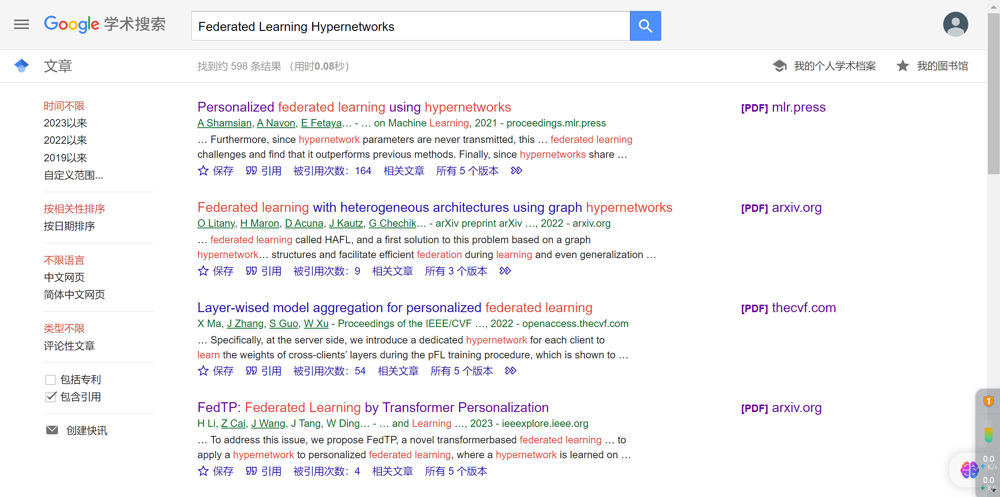 Google 学术搜索
Federated Learning Hypernetworks
文章
找到约 598 条结果 （用时0.08秒）
我的个人学术档案
我的图书馆
时间不限
2023以来
2022以来
2019以来
自定义范围...
按相关性排序
按日期排序
不限语言
中文网页
简体中文网页
类型不限
评论性文章
包括专利
包含引用
创建快讯
Personalized federated learning using hypernetworks
[PDF] mlr.press
A Shamsian, A Navon, E Fetaya… - … on Machine Learning, 2021 - proceedings.mlr.press
… Furthermore, since hypernetwork parameters are never transmitted, this … federated learning
challenges and find that it outperforms previous methods. Finally, since hypernetworks share …
保存 引用 被引用次数：164 相关文章 所有 5 个版本
Federated learning with heterogeneous architectures using graph hypernetworks
[PDF] arxiv.org
O Litany, H Maron, D Acuna, J Kautz, G Chechik… - arXiv preprint arXiv …, 2022 - arxiv.org
… federated learning called HAFL, and a first solution to this problem based on a graph
hypernetwork… structures and facilitate efficient federation during learning and even generalization …
保存 引用 被引用次数：9 相关文章 所有 3 个版本
Layer-wised model aggregation for personalized federated learning
[PDF] thecvf.com
X Ma, J Zhang, S Guo, W Xu - Proceedings of the IEEE/CVF …, 2022 - openaccess.thecvf.com
… Specifically, at the server side, we introduce a dedicated hypernetwork for each client to
learn the weights of cross-clients’ layers during the pFL training procedure, which is shown to …
保存 引用 被引用次数：54 相关文章 所有 5 个版本
FedTP: Federated Learning by Transformer Personalization
[PDF] arxiv.org
H Li, Z Cai, J Wang, J Tang, W Ding… - … and Learning …, 2023 - ieeexplore.ieee.org
… To address this issue, we propose FedTP, a novel transformerbased federated learning … to
apply a hypernetwork to personalized federated learning, where a hypernetwork is learned on …
保存 引用 被引用次数：4 相关文章 所有 5 个版本
1
0.0
K/s
0.0
K/s